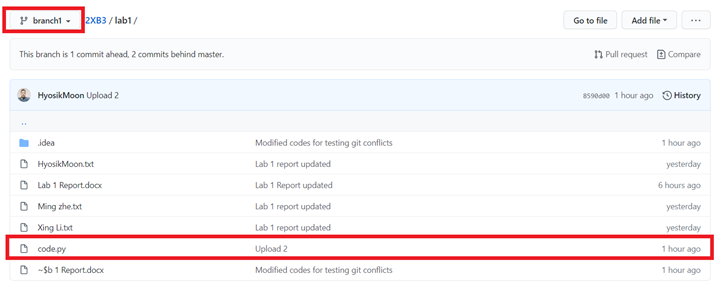 branch1 2XB3 / lab1 / Go to file Add file ...
This branch is 1 commit ahead, 2 commits behind master. Pull request Compare
HyosikMoon Upload 2 8590d00 1 hour ago History
..
.idea Modified codes for testing git conflicts 1 hour ago
HyosikMoon.txt Lab 1 report updated yesterday
Lab 1 Report.docx Lab 1 Report updated 6 hours ago
Ming zhe.txt Lab 1 report updated yesterday
Xing Li.txt Lab 1 report updated yesterday
code.py Upload 2 1 hour ago
~$b 1 Report.docx Modified codes for testing git conflicts 1 hour ago